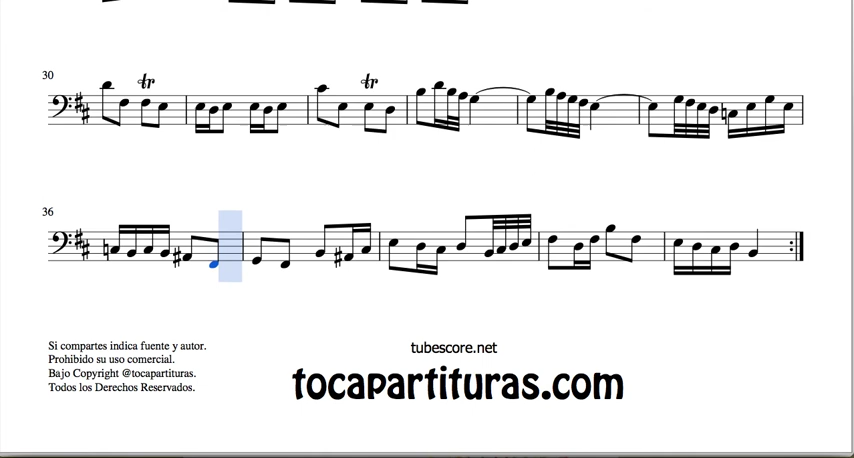 30
tr
tr
36
Si compartes indica fuente y autor.
Prohibido su uso comercial.
Bajo Copyright @tocapartituras.
Todos los Derechos Reservados.
tubescore.net
tocapartituras.com